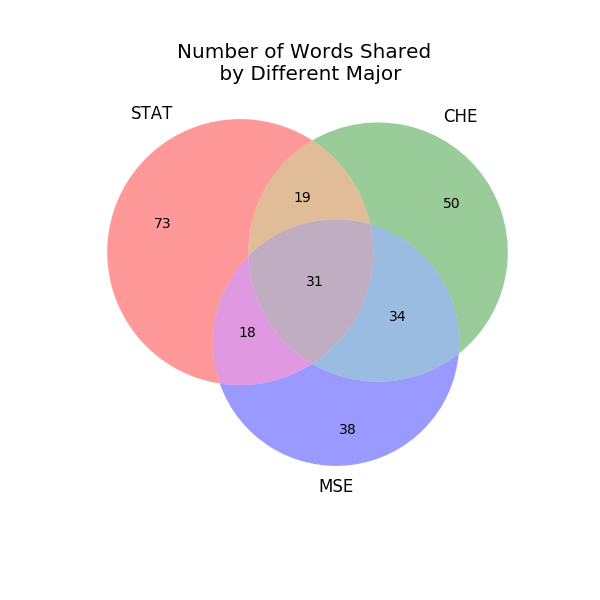 Number of Words Shared
by Different Major
STAT
CHE
19
50
73
31
34
18
38
MSE